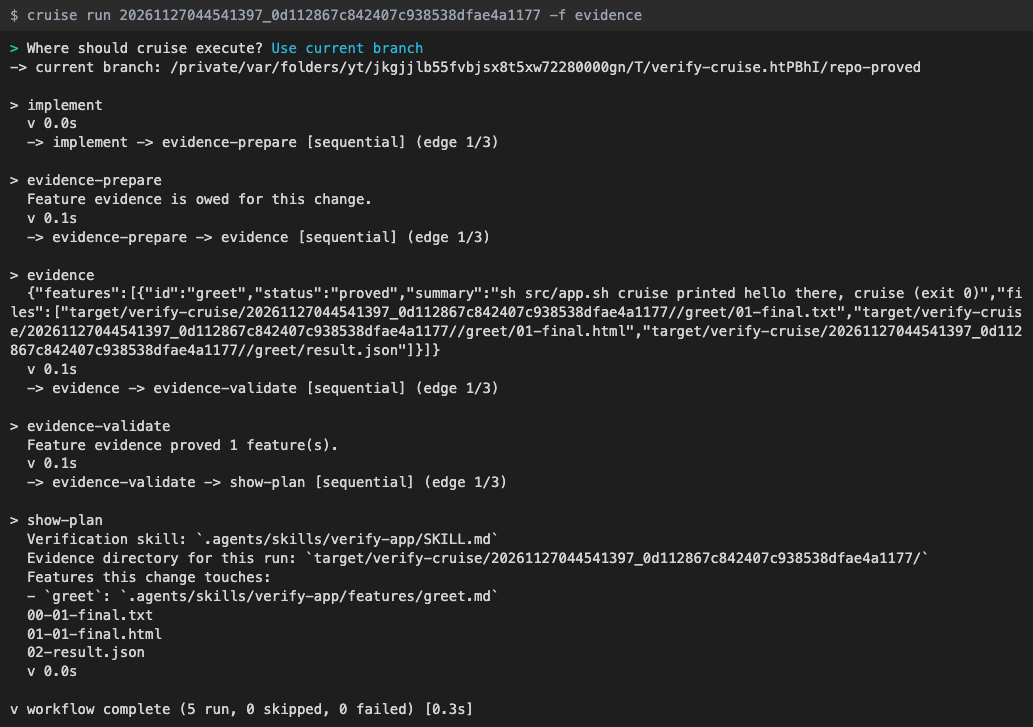 $ cruise run 20261127044541397_0d112867c842407c938538dfae4a1177 -f evidence
> Where should cruise execute? Use current branch
-> current branch: /private/var/folders/yt/jkgjjlb55fvbjsx8t5xw72280000gn/T/verify-cruise.htPBhI/repo-proved
> implement
v 0.0s
-> implement -> evidence-prepare [sequential] (edge 1/3)
> evidence-prepare
Feature evidence is owed for this change.
v 0.1s
-> evidence-prepare -> evidence [sequential] (edge 1/3)
> evidence
{"features":[{"id":"greet","status":"proved","summary":"sh src/app.sh cruise printed hello there, cruise (exit 0)","fi
les":["target/verify-cruise/20261127044541397_0d112867c842407c938538dfae4a1177//greet/01-final.txt","target/verify-cruis
e/20261127044541397_0d112867c842407c938538dfae4a1177//greet/01-final.html","target/verify-cruise/20261127044541397_0d112
867c842407c938538dfae4a1177//greet/result.json"]}]}
v 0.1s
-> evidence -> evidence-validate [sequential] (edge 1/3)
> evidence-validate
Feature evidence proved 1 feature(s).
v 0.1s
-> evidence-validate -> show-plan [sequential] (edge 1/3)
> show-plan
Verification skill: `.agents/skills/verify-app/SKILL.md`
Evidence directory for this run: `target/verify-cruise/20261127044541397_0d112867c842407c938538dfae4a1177/`
Features this change touches:
- `greet`: `.agents/skills/verify-app/features/greet.md`
00-01-final.txt
01-01-final.html
02-result.json
v 0.0s
v workflow complete (5 run, 0 skipped, 0 failed) [0.3s]